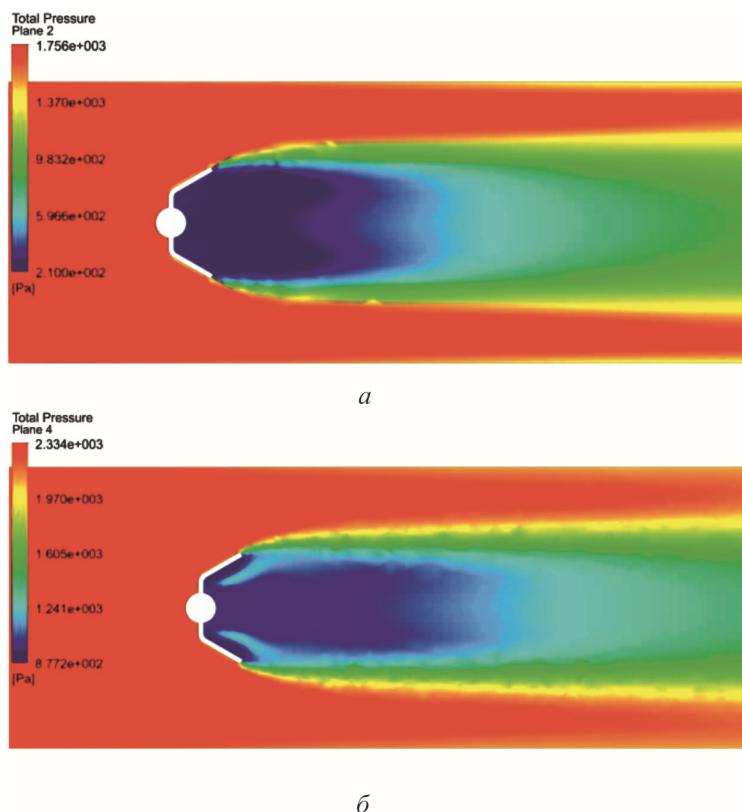 Total Pressure
Plane 2
1.756e+003
1.370e+003
9.832e+002
5.966e+002
2.100e+002
[Pa]
а
Total Pressure
Plane 4
2.334e+003
1.970e+003
1.605e+003
1.241e+003
8.772e+002
[Pa]
б